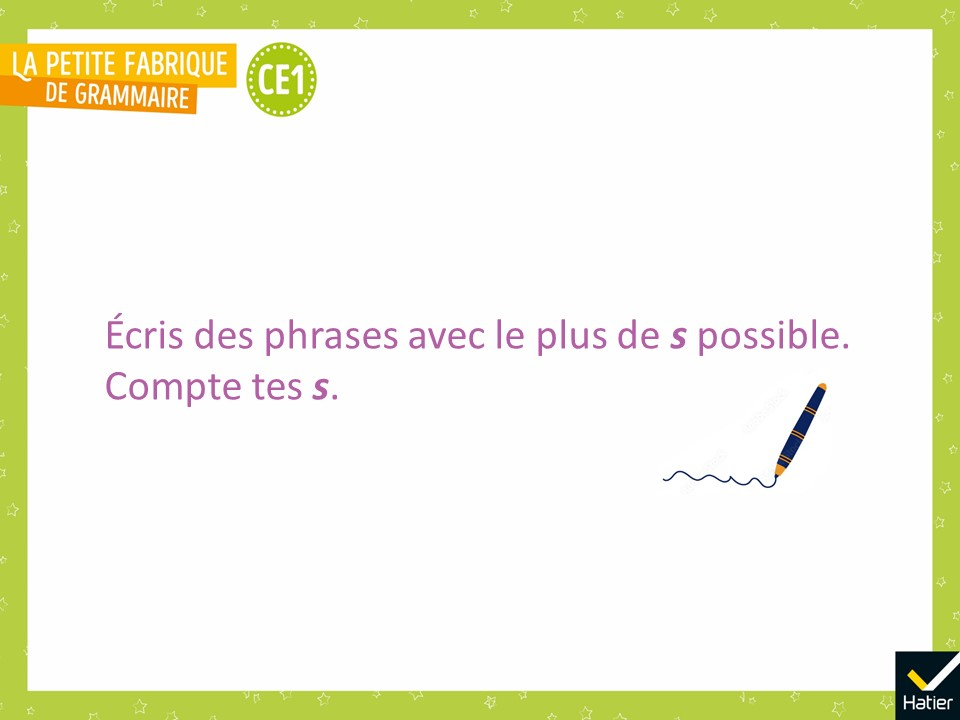 LA PETITE FABRIQUE
DE GRAMMAIRE
CE1
Écris des phrases avec le plus de s possible.
Compte tes s.
Hatier